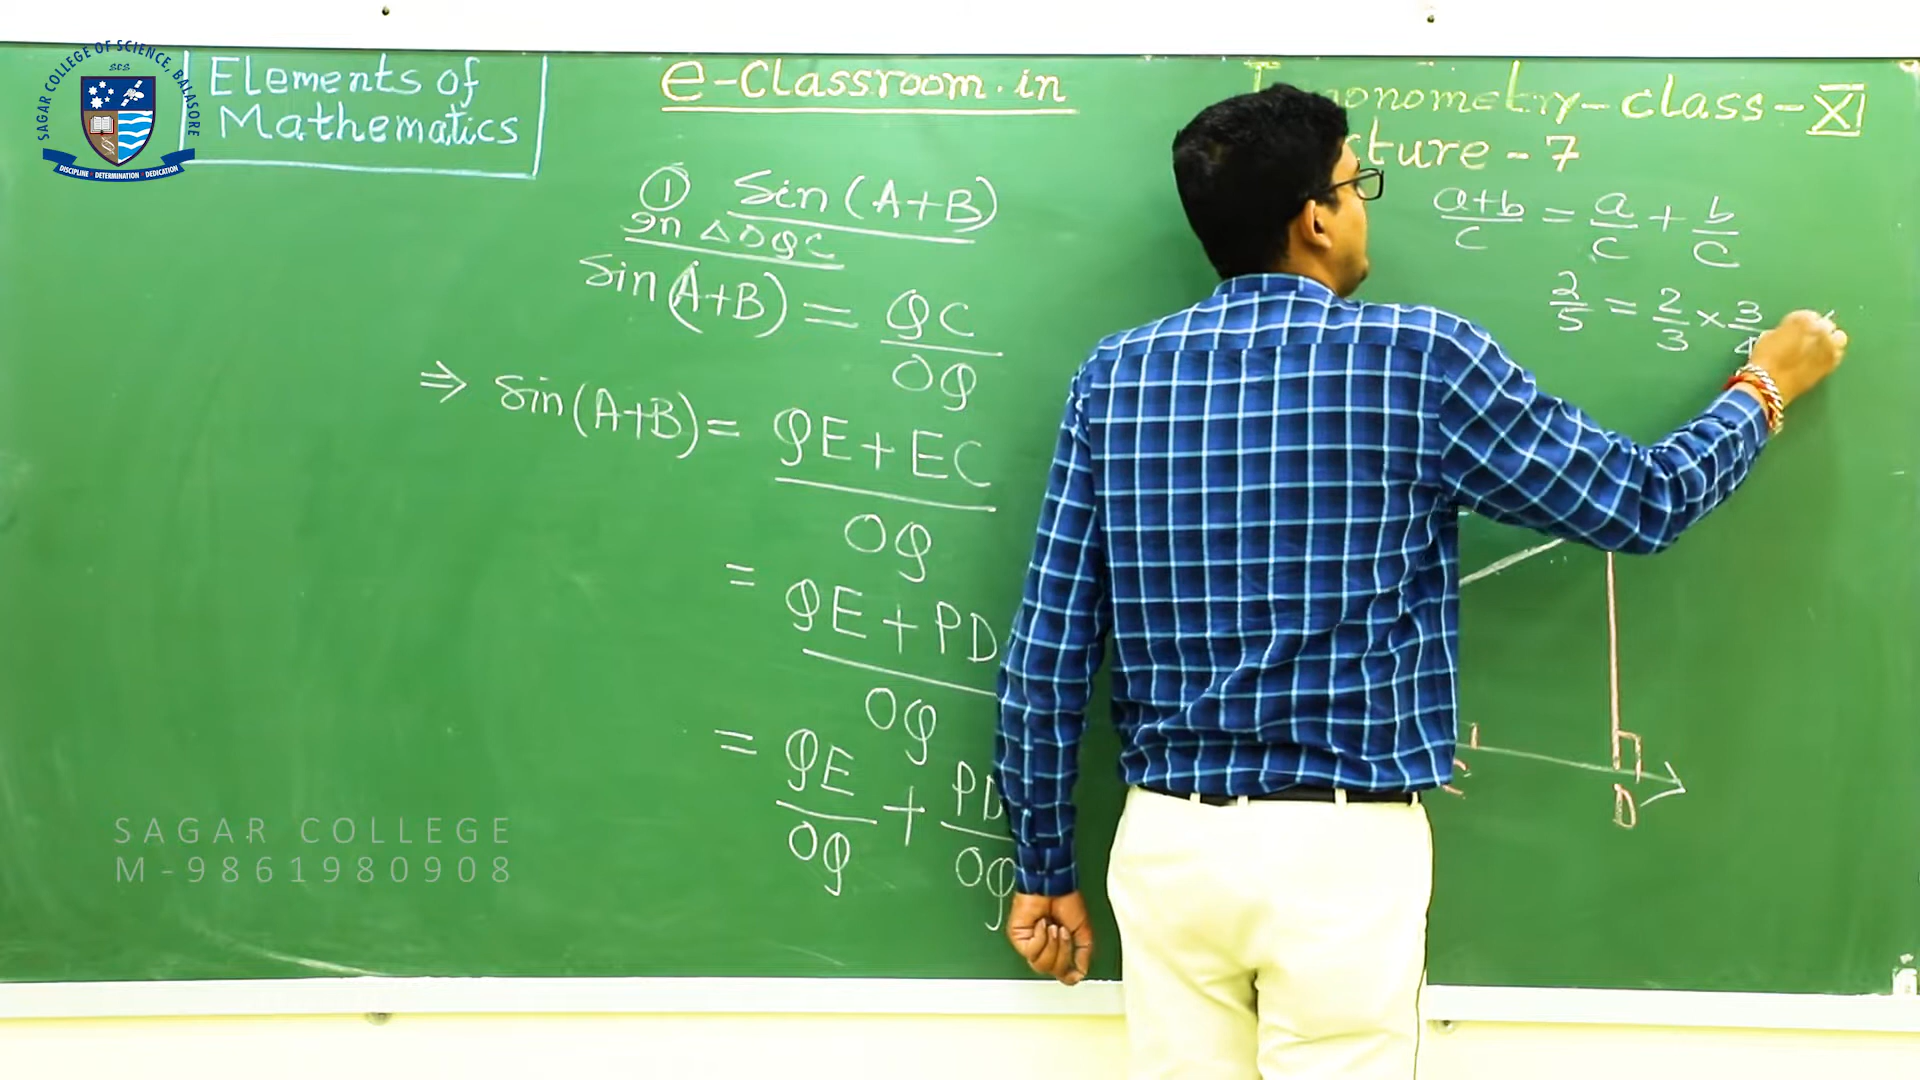 SAGAR COLLEGE OF SCIENCE, BALASORE
SCS
DISCIPLINE DETERMINATION DEDICATION
Elements of
Mathematics
e-Classroom.in
Trigonometry-class-XI
cture-7
① Sin(A+B)
In △OQC
Sin(A+B) = QC/OQ
⇒ Sin(A+B) = QE+EC/OQ
= QE+PD/OQ
= QE/OQ + PD/OQ
a+b/c = a/c + b/c
2/5 = 2/3 × 3/4
D
SAGAR COLLEGE
M-9861980908